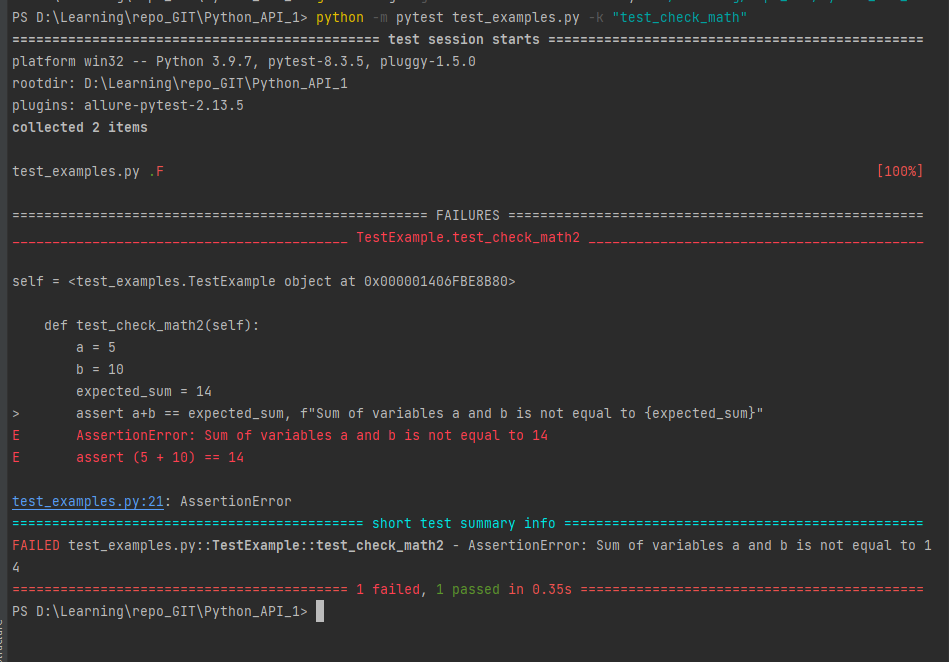 PS D:\Learning\repo_GIT\Python_API_1> python -m pytest test_examples.py -k "test_check_math"
============================================== test session starts ===============================================
platform win32 -- Python 3.9.7, pytest-8.3.5, pluggy-1.5.0
rootdir: D:\Learning\repo_GIT\Python_API_1
plugins: allure-pytest-2.13.5
collected 2 items

test_examples.py .F                                                                                         [100%]

==================================================== FAILURES ====================================================
__________________________________________ TestExample.test_check_math2 __________________________________________

self = <test_examples.TestExample object at 0x000001406FBE8B80>

    def test_check_math2(self):
        a = 5
        b = 10
        expected_sum = 14
>       assert a+b == expected_sum, f"Sum of variables a and b is not equal to {expected_sum}"
E       AssertionError: Sum of variables a and b is not equal to 14
E       assert (5 + 10) == 14

test_examples.py:21: AssertionError
============================================ short test summary info =============================================
FAILED test_examples.py::TestExample::test_check_math2 - AssertionError: Sum of variables a and b is not equal to 1
4
========================================== 1 failed, 1 passed in 0.35s ===========================================
PS D:\Learning\repo_GIT\Python_API_1>